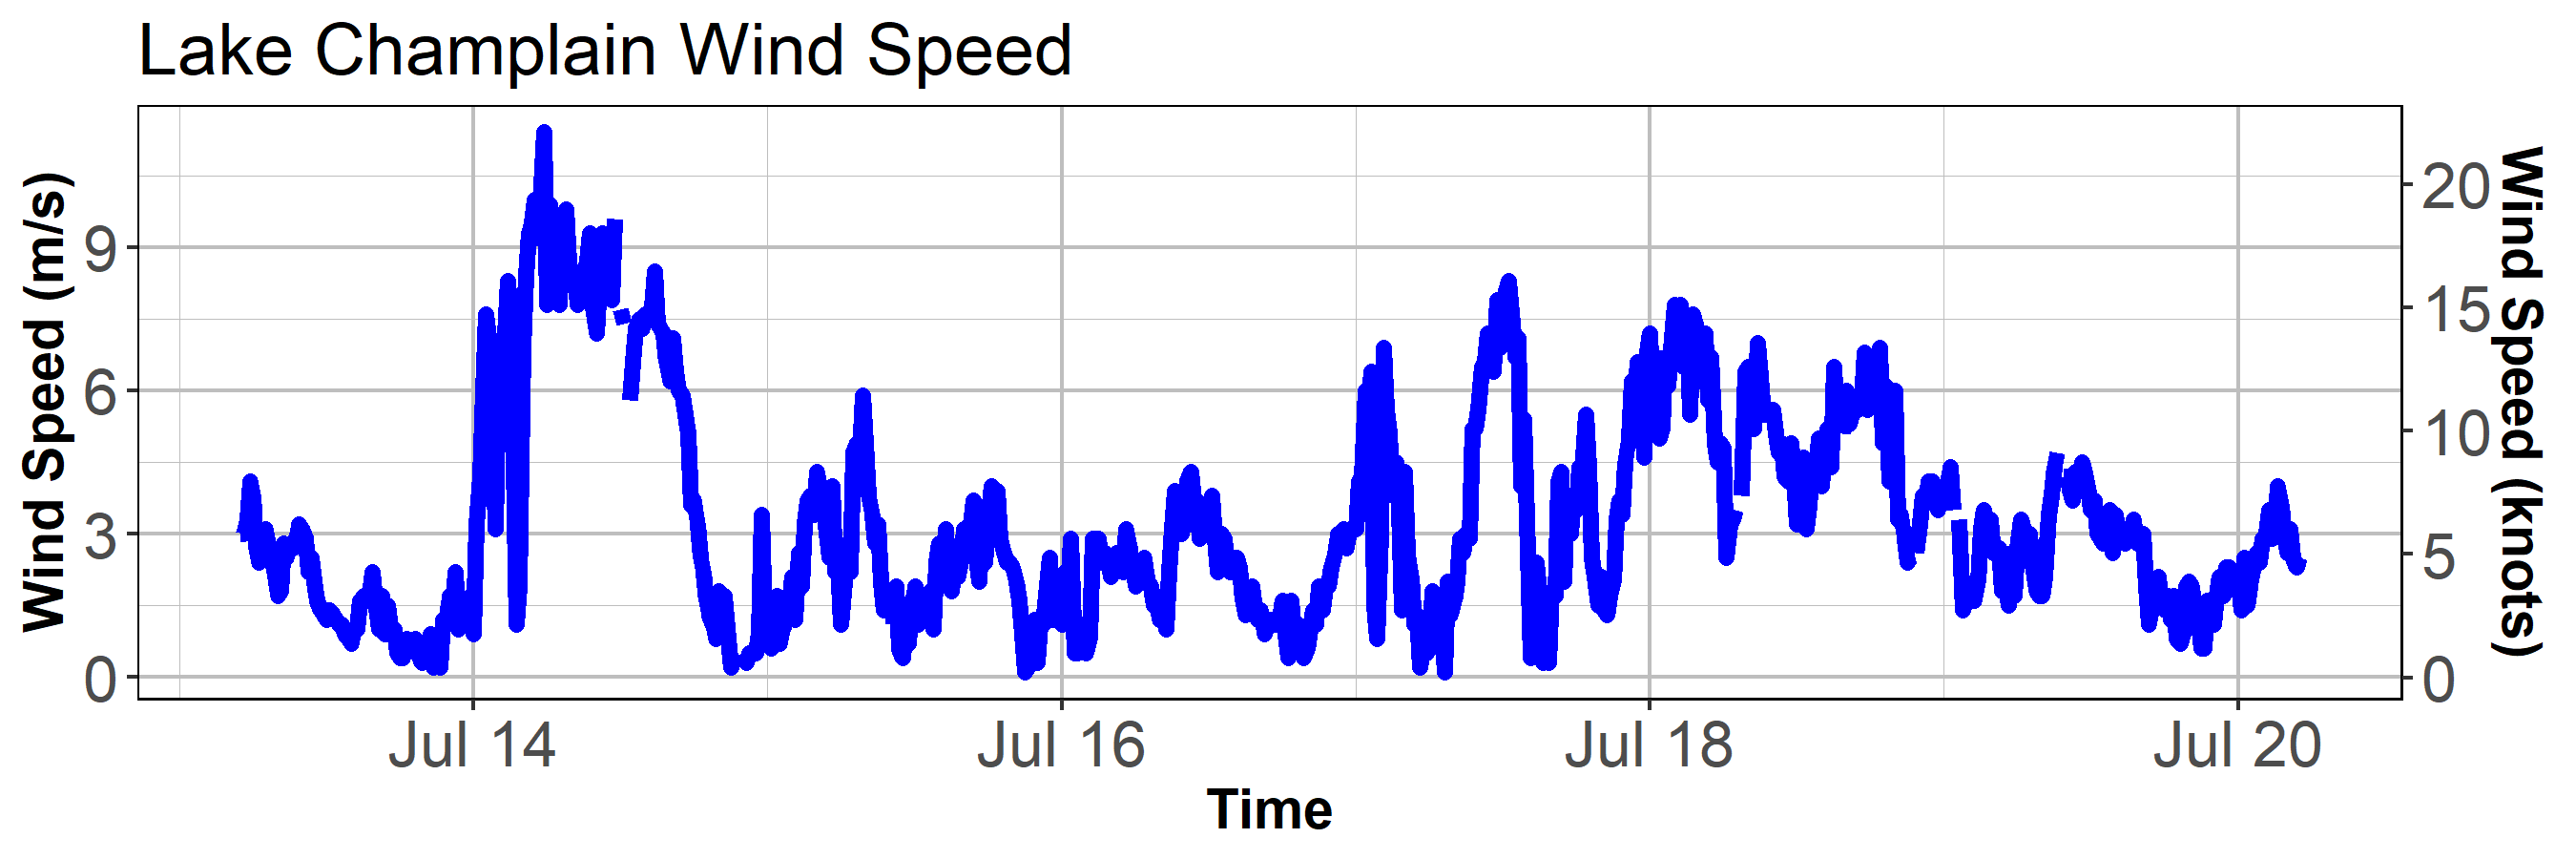 Lake Champlain Wind Speed
Wind Speed (m/s)
9
6
3
0
20
15
10
5
0
Wind Speed (knots)
Jul 14
Jul 16
Jul 18
Jul 20
Time